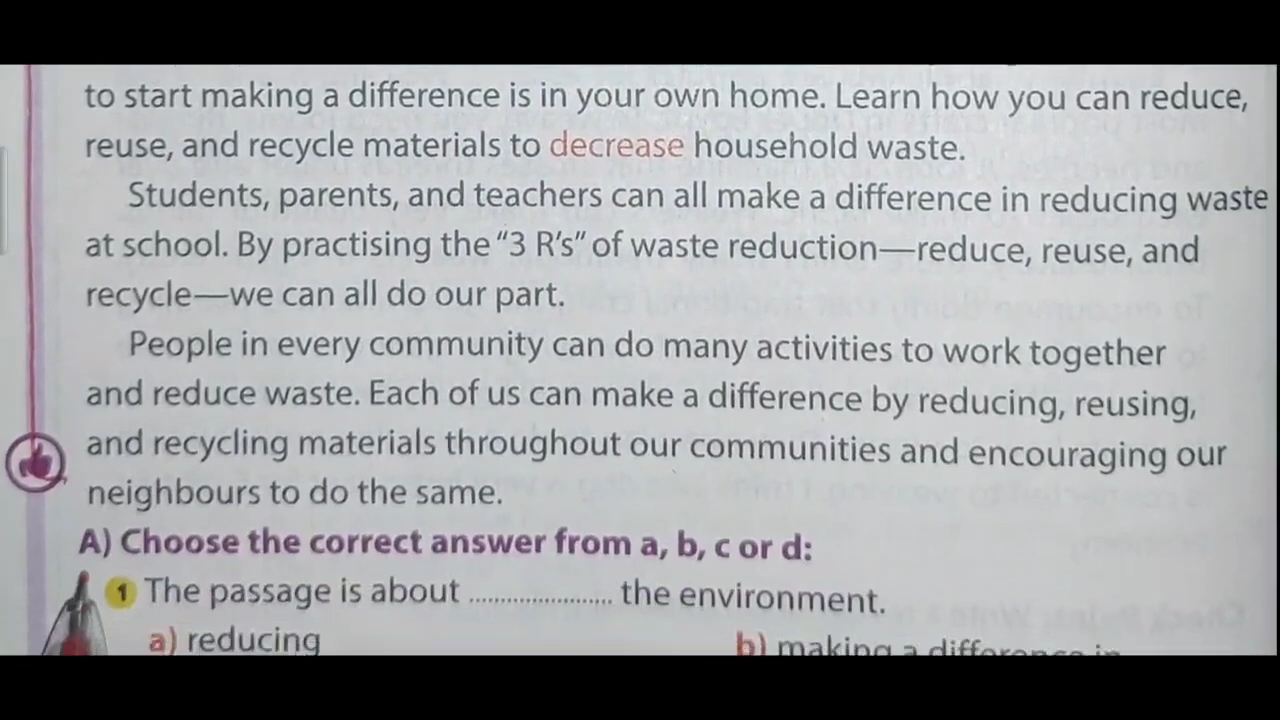 to start making a difference is in your own home. Learn how you can reduce,
reuse, and recycle materials to decrease household waste.
Students, parents, and teachers can all make a difference in reducing waste
at school. By practising the “3 R's” of waste reduction—reduce, reuse, and
recycle—we can all do our part.
People in every community can do many activities to work together
and reduce waste. Each of us can make a difference by reducing, reusing,
and recycling materials throughout our communities and encouraging our
neighbours to do the same.
A) Choose the correct answer from a, b, c or d:
1 The passage is about ........................ the environment.
a) reducing
b) making a difference in